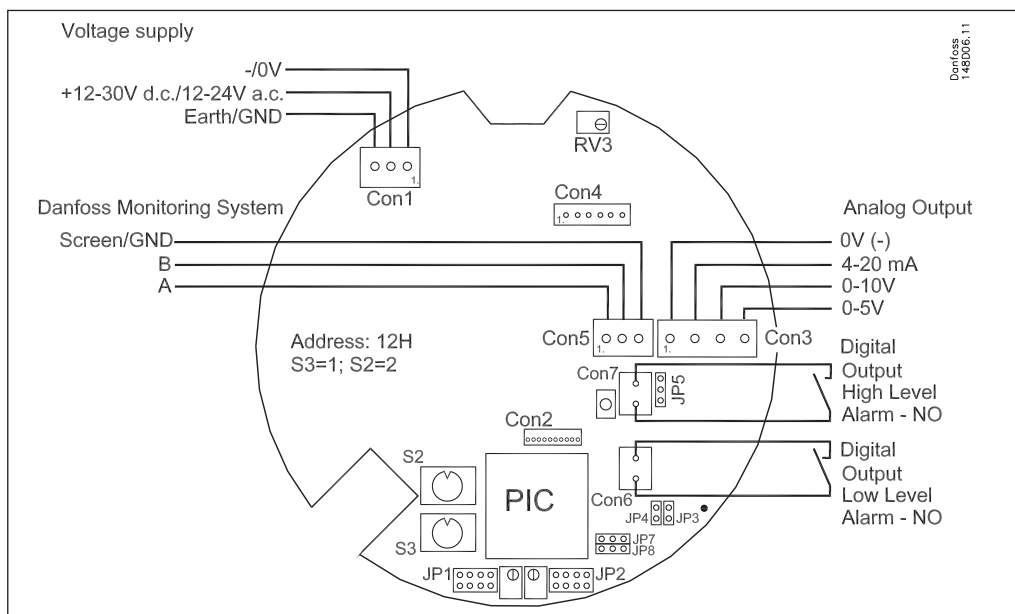 Voltage supply
Danfoss
148D06.11
-/0V
+12-30V d.c./12-24V a.c.
Earth/GND
RV3
1.
Con1
Con4
1.
Danfoss Monitoring System
Analog Output
Screen/GND
B
A
0V (-)
4-20 mA
0-10V
0-5V
Con5
1.
1.
Con3
Address: 12H
S3=1; S2=2
Con7
JP5
Digital
Output
High Level
Alarm - NO
Con2
S2
PIC
Con6
Digital
Output
Low Level
Alarm - NO
S3
JP4
JP3
JP7
JP8
JP1
JP2